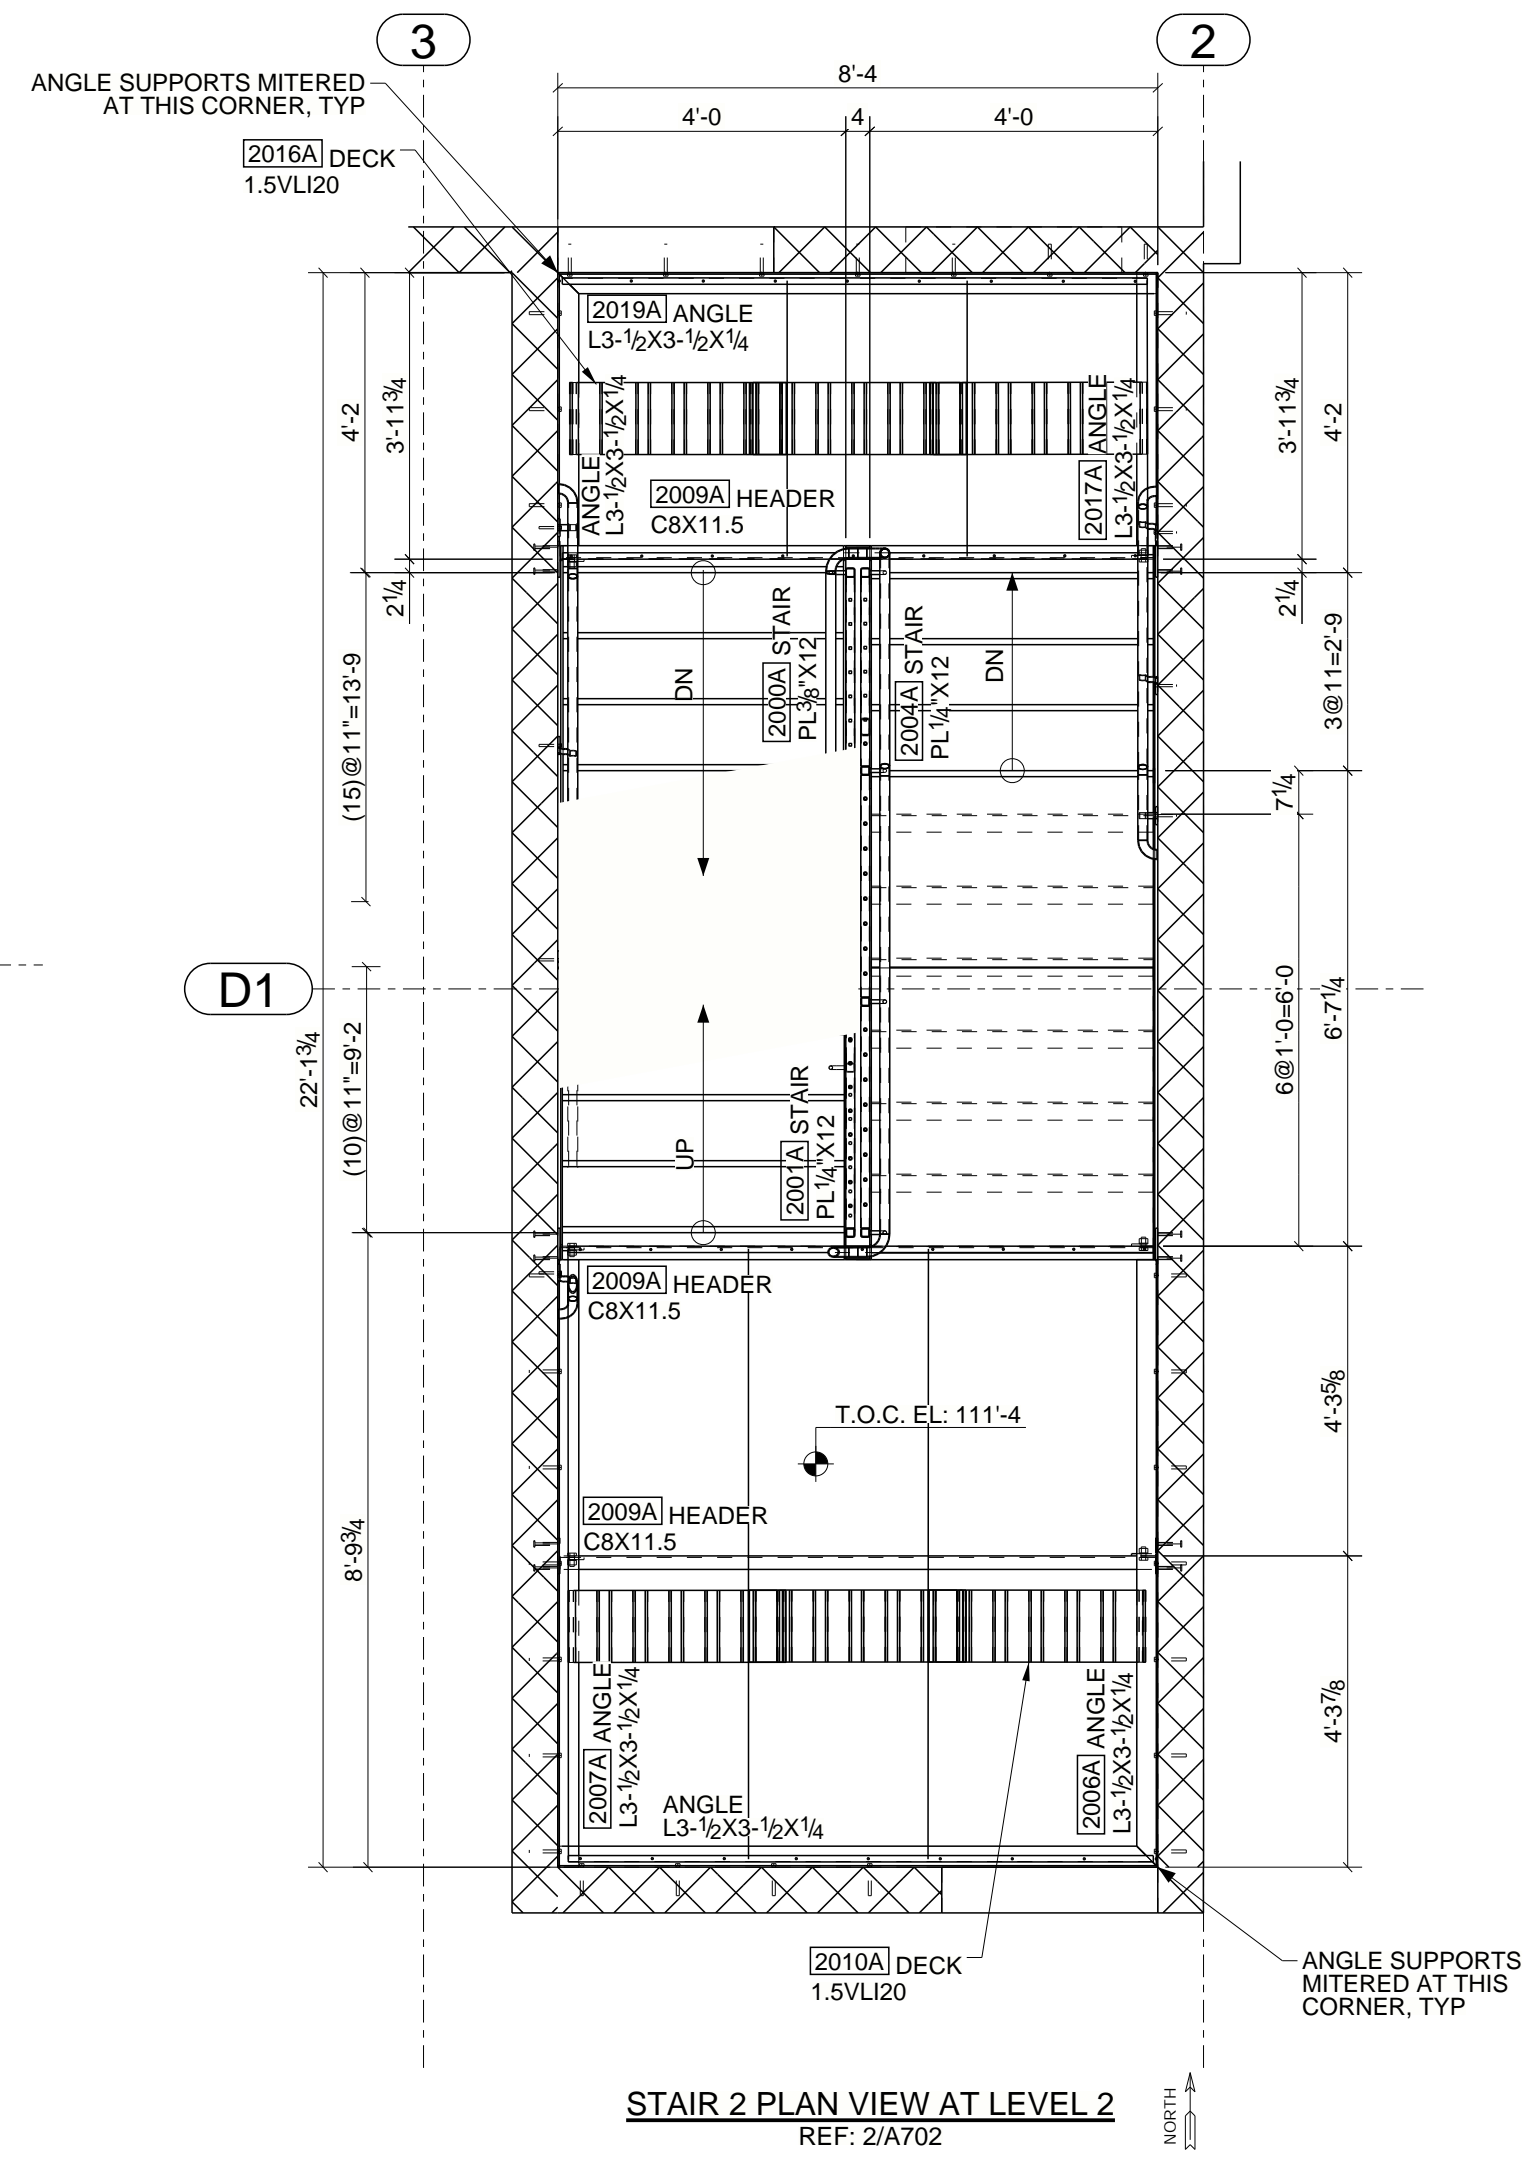 3
2
ANGLE SUPPORTS MITERED
AT THIS CORNER, TYP
8'-4
4'-0
4
4'-0
2016A DECK
1.5VLI20
2019A ANGLE
L3-1/2X3-1/2X1/4
4'-2
3'-11 3/4
3'-11 3/4
4'-2
ANGLE
L3-1/2X3-1/2X1/4
2017A ANGLE
L3-1/2X3-1/2X1/4
2009A HEADER
C8X11.5
2 1/4
2 1/4
(15)@11"=13'-9
DN
2000A STAIR
PL3/8"X12
2004A STAIR
PL1/4"X12
DN
3@11=2'-9
7 1/4
D1
22'-1 3/4
(10)@11"=9'-2
6@1'-0=6'-0
6'-7 1/4
UP
2001A STAIR
PL1/4"X12
2009A HEADER
C8X11.5
T.O.C. EL: 111'-4
4'-3 5/8
2009A HEADER
C8X11.5
8'-9 3/4
2007A ANGLE
L3-1/2X3-1/2X1/4
2006A ANGLE
L3-1/2X3-1/2X1/4
4'-3 7/8
ANGLE
L3-1/2X3-1/2X1/4
2010A DECK
1.5VLI20
ANGLE SUPPORTS
MITERED AT THIS
CORNER, TYP
STAIR 2 PLAN VIEW AT LEVEL 2
REF: 2/A702
NORTH